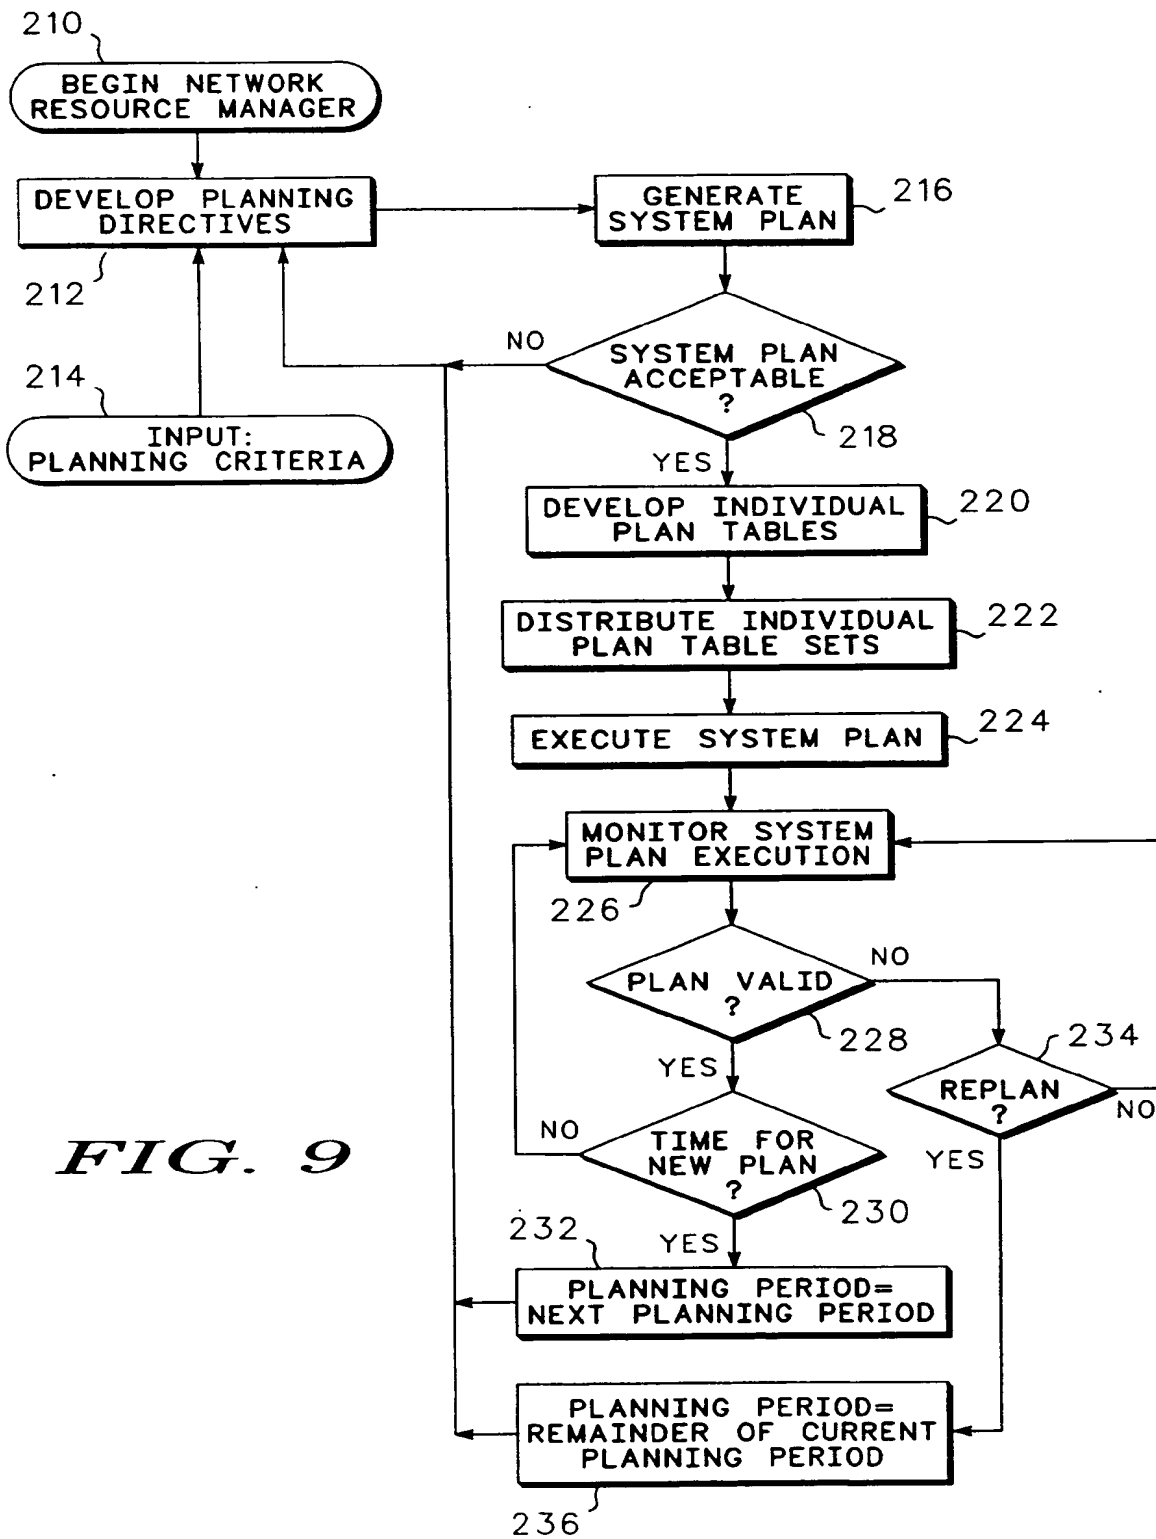 210
BEGIN NETWORK
RESOURCE MANAGER
DEVELOP PLANNING
DIRECTIVES
212
GENERATE
SYSTEM PLAN
216
214
INPUT:
PLANNING CRITERIA
NO
SYSTEM PLAN
ACCEPTABLE
?
218
YES
DEVELOP INDIVIDUAL
PLAN TABLES
220
DISTRIBUTE INDIVIDUAL
PLAN TABLE SETS
222
EXECUTE SYSTEM PLAN
224
MONITOR SYSTEM
PLAN EXECUTION
226
PLAN VALID
?
NO
228
YES
234
REPLAN
?
NO
YES
NO
TIME FOR
NEW PLAN
?
230
YES
232
PLANNING PERIOD=
NEXT PLANNING PERIOD
PLANNING PERIOD=
REMAINDER OF CURRENT
PLANNING PERIOD
236
FIG. 9